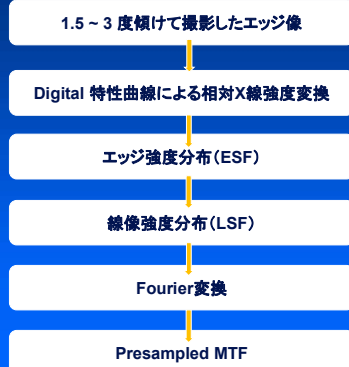 1.5 ~ 3 度傾けて撮影したエッジ像
Digital 特性曲線による相対X線強度変換
エッジ強度分布（ESF）
線像強度分布（LSF）
Fourier変換
Presampled MTF